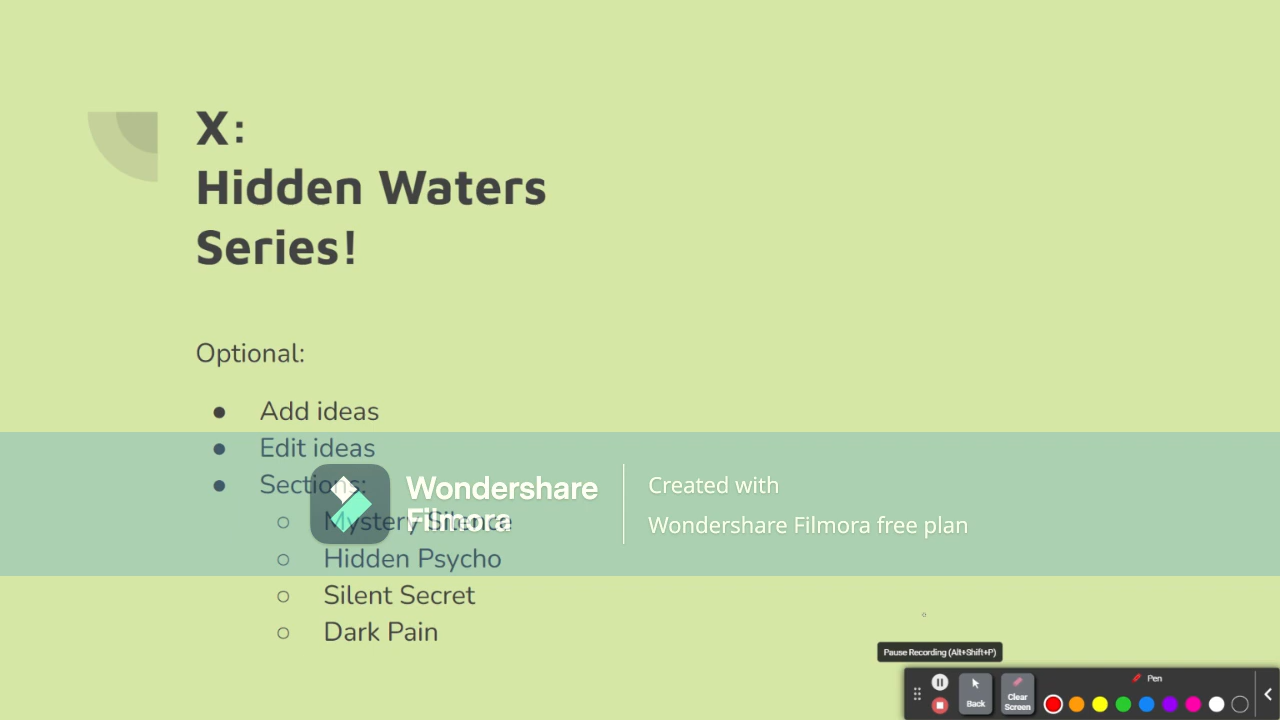 X:
Hidden Waters
Series!
Optional:
● Add ideas
● Edit ideas
● Sections:
○ Mystery Silence
○ Hidden Psycho
○ Silent Secret
○ Dark Pain
Wondershare
Filmora
Created with
Wondershare Filmora free plan
Pause Recording (Alt+Shift+P)
Back
Clear
Screen
Pen